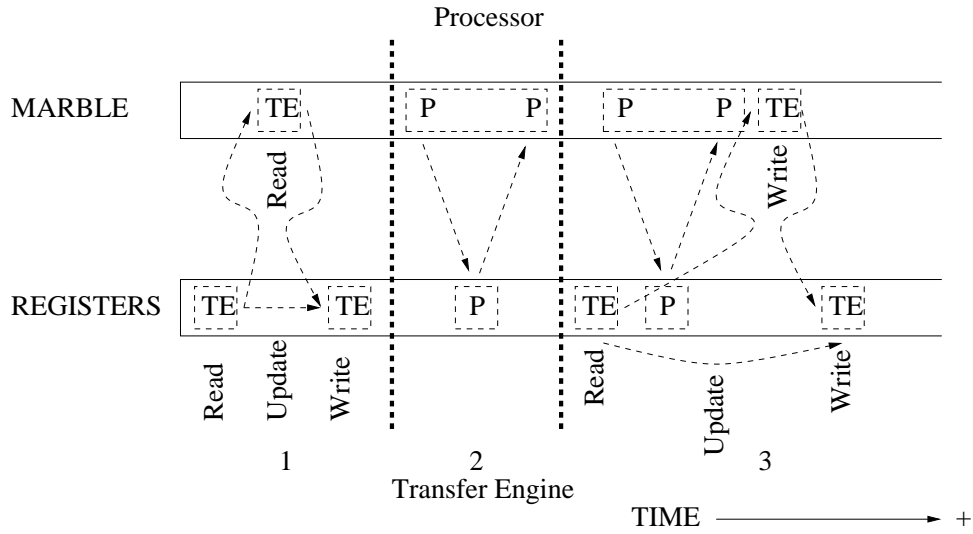 Processor
MARBLE TE P P P P TE
Read Write
REGISTERS TE TE P TE P TE
Read Update Write Read Update Write
1 2 3
Transfer Engine
TIME +